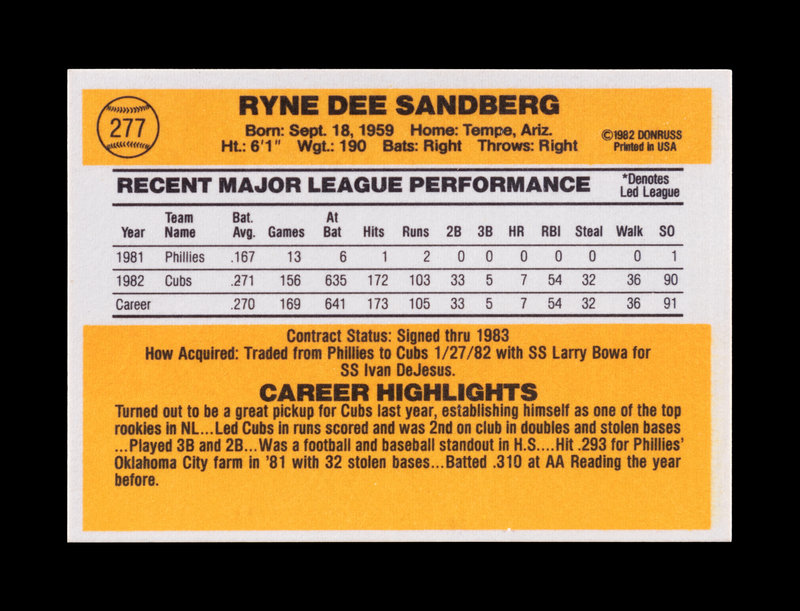 277
RYNE DEE SANDBERG
Born: Sept. 18, 1959 Home: Tempe, Ariz.
Ht.: 6'1" Wgt.: 190 Bats: Right Throws: Right
©1982 DONRUSS
Printed in USA
RECENT MAJOR LEAGUE PERFORMANCE
*Denotes
Led League
Year Team Name Bat. Avg. Games At Bat Hits Runs 2B 3B HR RBI Steal Walk SO
1981 Phillies .167 13 6 1 2 0 0 0 0 0 0 1
1982 Cubs .271 156 635 172 103 33 5 7 54 32 36 90
Career .270 169 641 173 105 33 5 7 54 32 36 91
Contract Status: Signed thru 1983
How Acquired: Traded from Phillies to Cubs 1/27/82 with SS Larry Bowa for
SS Ivan DeJesus.
CAREER HIGHLIGHTS
Turned out to be a great pickup for Cubs last year, establishing himself as one of the top
rookies in NL...Led Cubs in runs scored and was 2nd on club in doubles and stolen bases
...Played 3B and 2B...Was a football and baseball standout in H.S....Hit .293 for Phillies'
Oklahoma City farm in '81 with 32 stolen bases...Batted .310 at AA Reading the year
before.